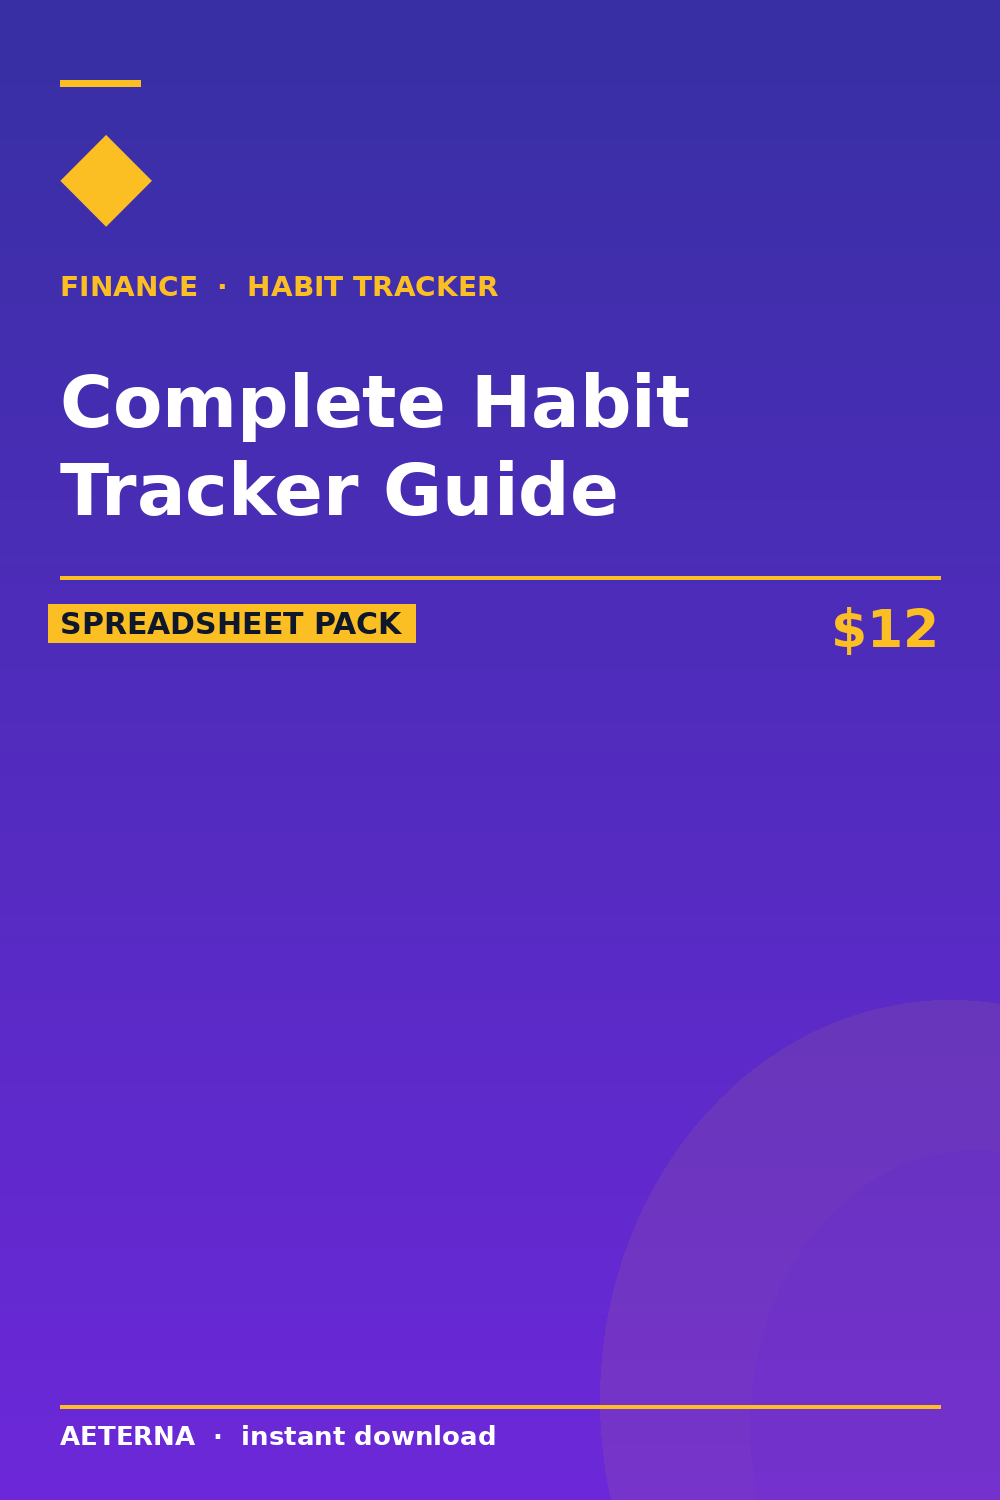 FINANCE · HABIT TRACKER
Complete Habit
Tracker Guide
SPREADSHEET PACK
$12
AETERNA · instant download